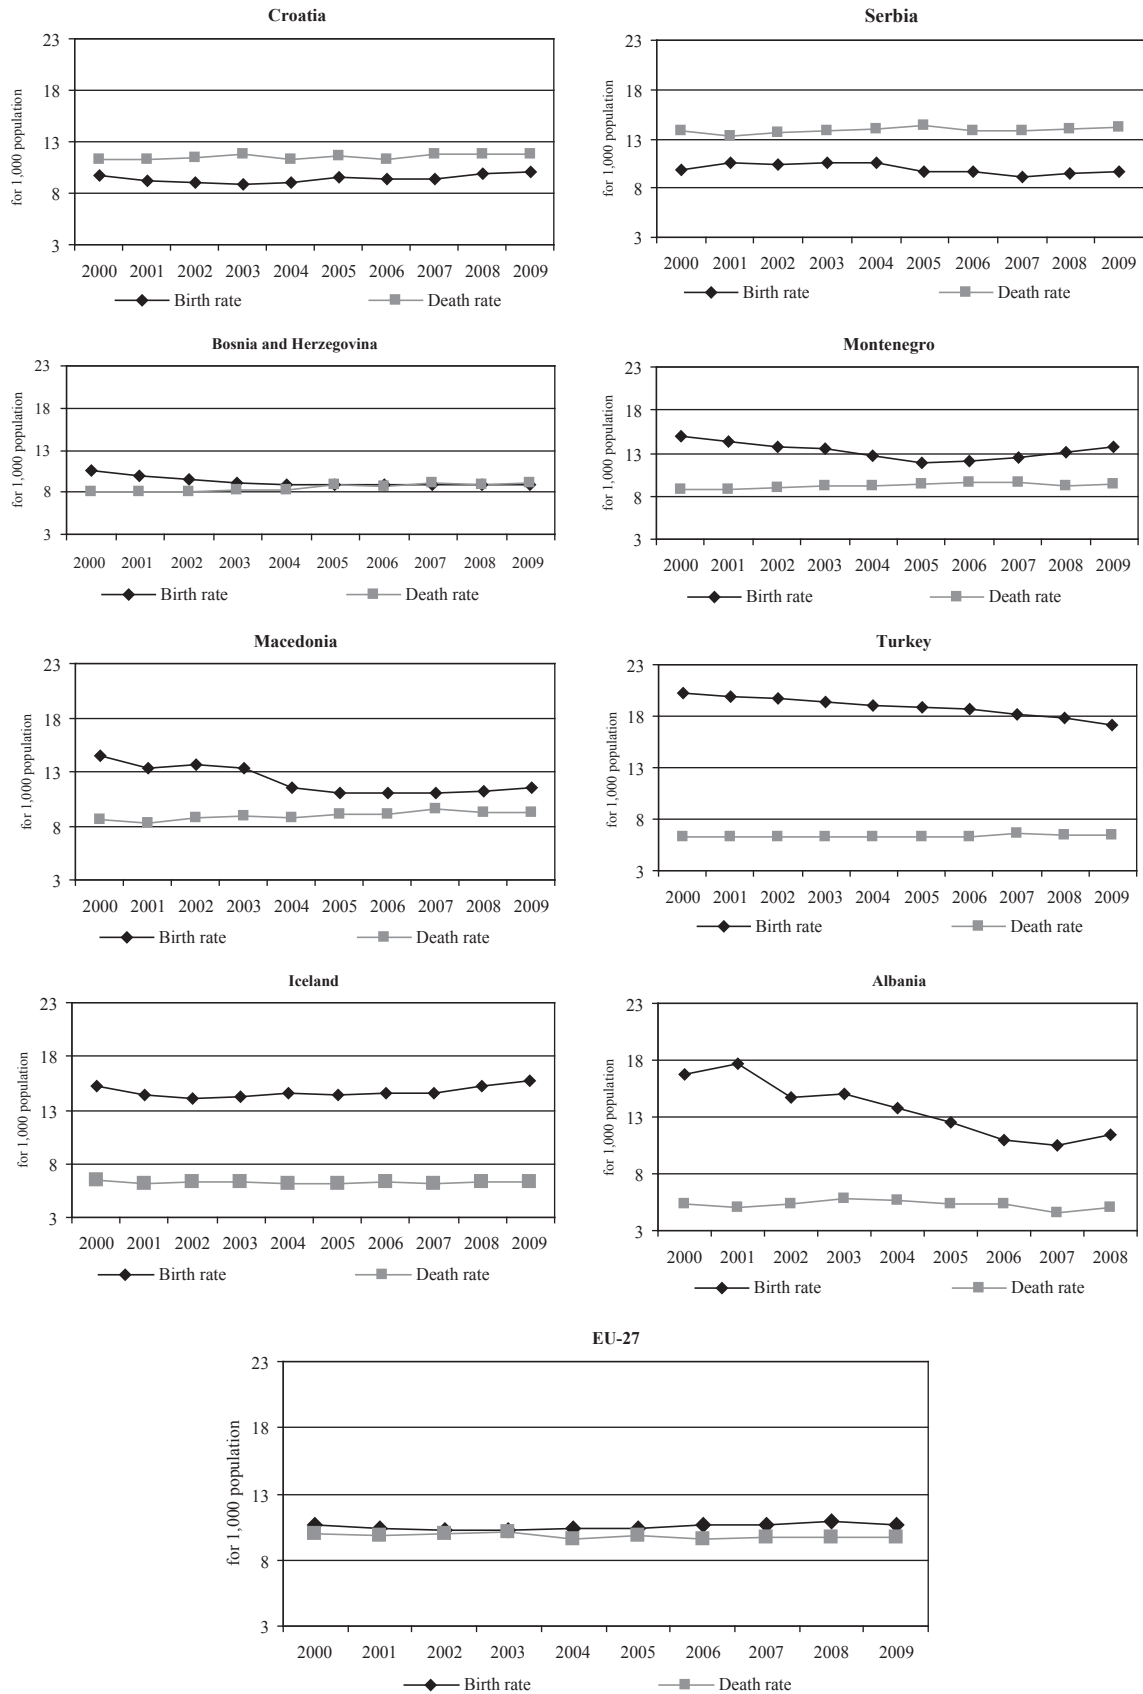 Croatia
23
18
13
8
3
for 1,000 population
2000 2001 2002 2003 2004 2005 2006 2007 2008 2009
Birth rate Death rate
Serbia
23
18
13
8
3
for 1,000 population
2000 2001 2002 2003 2004 2005 2006 2007 2008 2009
Birth rate Death rate
Bosnia and Herzegovina
23
18
13
8
3
for 1,000 population
2000 2001 2002 2003 2004 2005 2006 2007 2008 2009
Birth rate Death rate
Montenegro
23
18
13
8
3
for 1,000 population
2000 2001 2002 2003 2004 2005 2006 2007 2008 2009
Birth rate Death rate
Macedonia
23
18
13
8
3
for 1,000 population
2000 2001 2002 2003 2004 2005 2006 2007 2008 2009
Birth rate Death rate
Turkey
23
18
13
8
3
for 1,000 population
2000 2001 2002 2003 2004 2005 2006 2007 2008 2009
Birth rate Death rate
Iceland
23
18
13
8
3
for 1,000 population
2000 2001 2002 2003 2004 2005 2006 2007 2008 2009
Birth rate Death rate
Albania
23
18
13
8
3
for 1,000 population
2000 2001 2002 2003 2004 2005 2006 2007 2008
Birth rate Death rate
EU-27
23
18
13
8
3
for 1,000 population
2000 2001 2002 2003 2004 2005 2006 2007 2008 2009
Birth rate Death rate